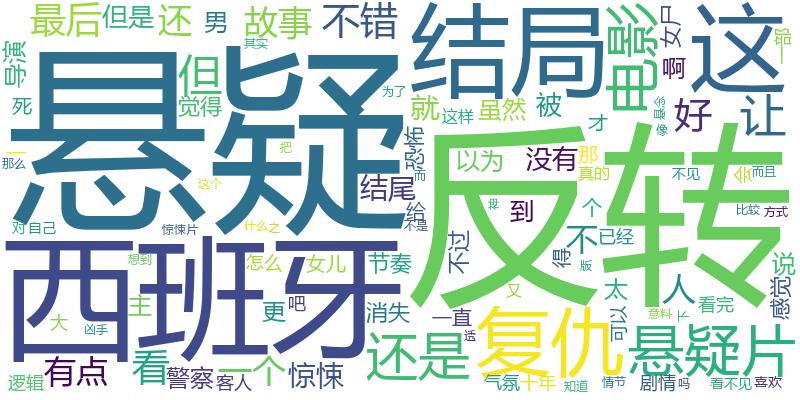 最后 但是 还 男 故事 不错 结局 电影 女尸 这 一部
导演 其实 但 啊
死 觉得 为了 就 这样 虽然 被 才 悬念 好 让
悬疑 反转
那么 一 把 恐怖 而 以为 没有 那 真的 不见 会 而且
这个 结尾 给 到 个 比较 方式
对自己 惊悚片 什么 之 不是 不 已经
西班牙 想到 怎么 女儿 节奏 不过 得 版 太 人 说
主 更 吧 消失 一直 又 可以 看完 感觉
大 凶手 透 复仇 意料 下
有点 看 一个 还是 悬疑片
逻辑 警察 客人 惊悚 气氛 十年 知道 情节 剧情 吗 看不见 喜欢